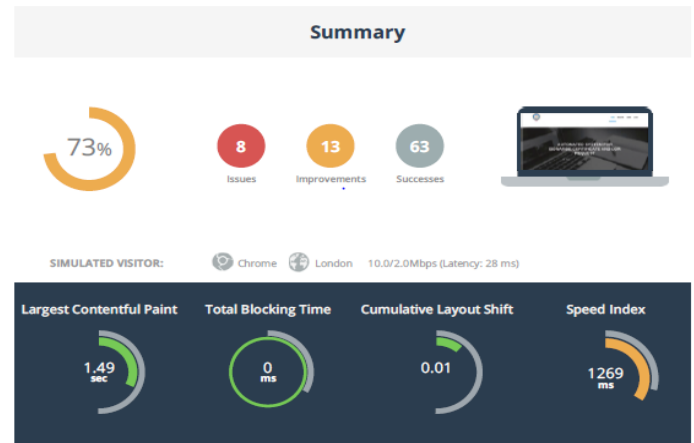 Summary
73%
8
13
63
Issues
Improvements
Successes
SIMULATED VISITOR:
Chrome
London
10.0/2.0Mbps (Latency: 28 ms)
Largest Contentful Paint
Total Blocking Time
Cumulative Layout Shift
Speed Index
1.49
sec
0
ms
0.01
1269
ms